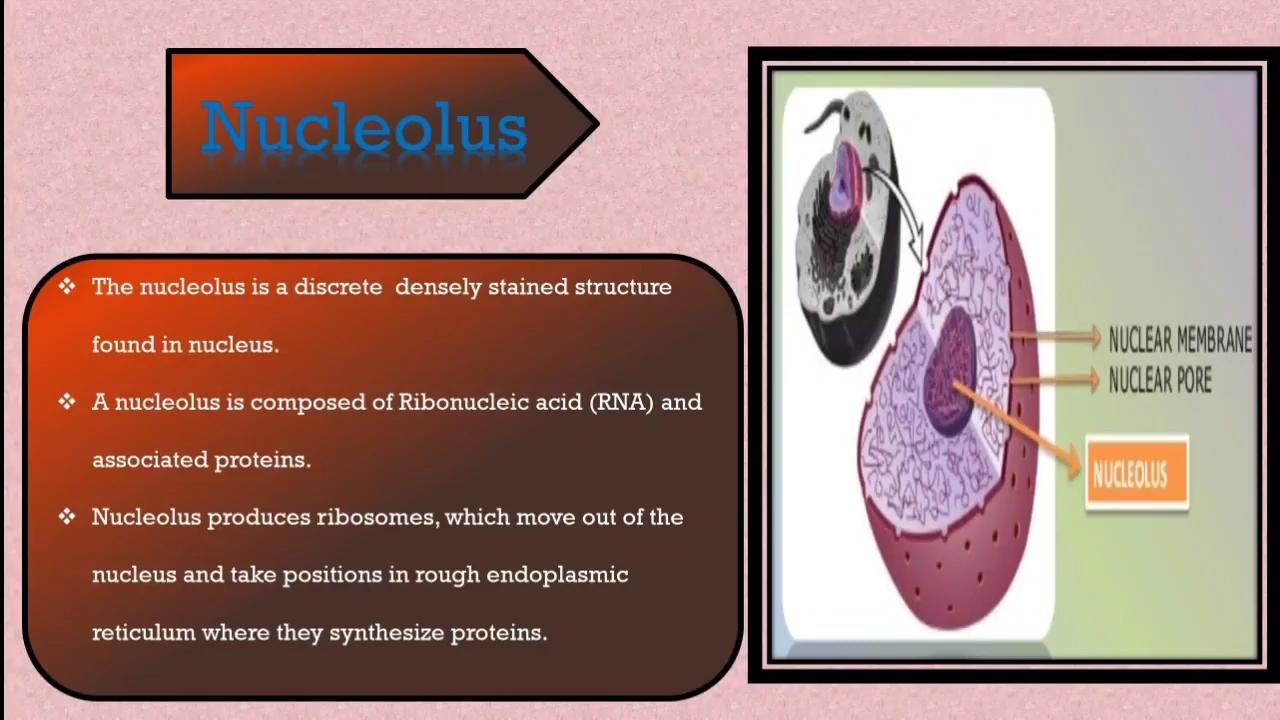 Nucleolus
❖ The nucleolus is a discrete  densely stained structure
found in nucleus.
❖ A nucleolus is composed of Ribonucleic acid (RNA) and
associated proteins.
❖ Nucleolus produces ribosomes, which move out of the
nucleus and take positions in rough endoplasmic
reticulum where they synthesize proteins.
NUCLEAR MEMBRANE
NUCLEAR PORE
NUCLEOLUS